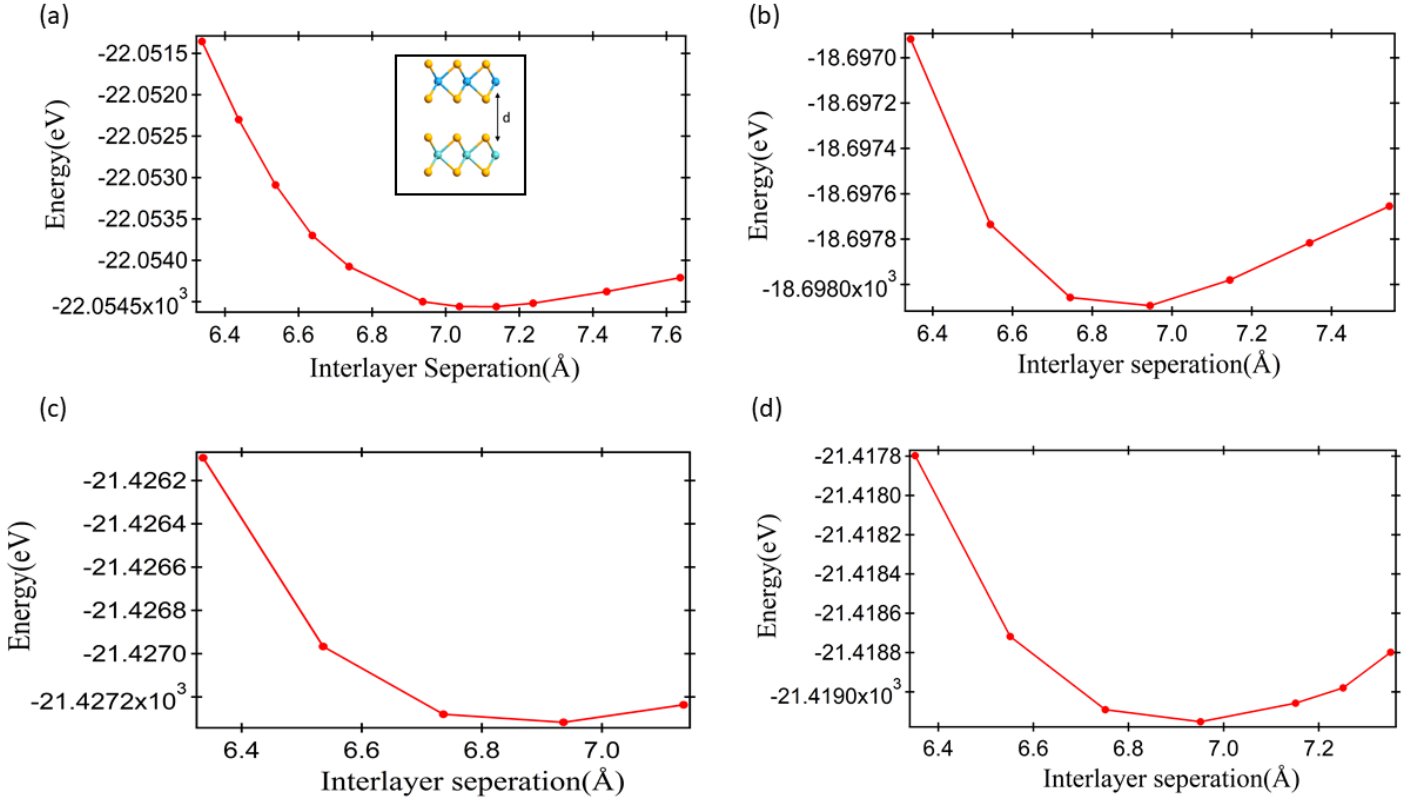 (a)
-22.0515
-22.0520
-22.0525
-22.0530
-22.0535
-22.0540
-22.0545x10³
Energy(eV)
d
6.4 6.6 6.8 7.0 7.2 7.4 7.6
Interlayer Seperation(Å)
(b)
-18.6970
-18.6972
-18.6974
-18.6976
-18.6978
-18.6980x10³
Energy(eV)
6.4 6.6 6.8 7.0 7.2 7.4
Interlayer seperation(Å)
(c)
-21.4262
-21.4264
-21.4266
-21.4268
-21.4270
-21.4272x10³
Energy(eV)
6.4 6.6 6.8 7.0
Interlayer seperation(Å)
(d)
-21.4178
-21.4180
-21.4182
-21.4184
-21.4186
-21.4188
-21.4190x10³
Energy(eV)
6.4 6.6 6.8 7.0 7.2
Interlayer seperation(Å)